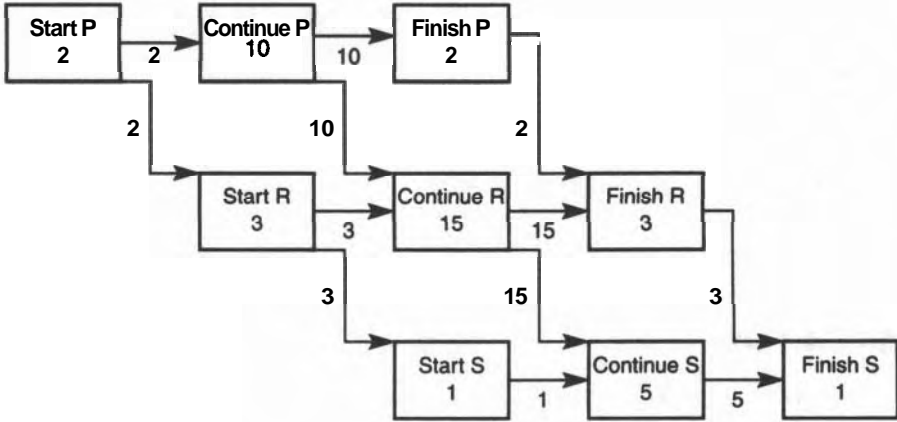 Start P
2
2
Continue P
10
10
Finish P
2
2
10
2
Start R
3
3
Continue R
15
15
Finish R
3
3
15
3
Start S
1
1
Continue S
5
5
Finish S
1